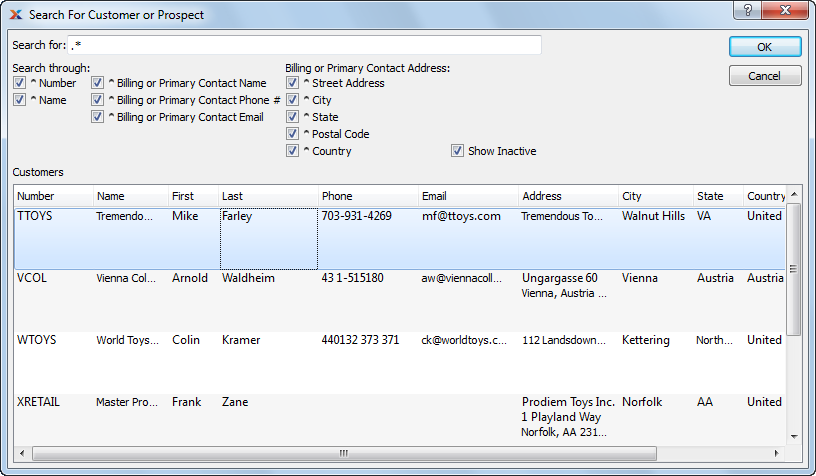 Search For Customer or Prospect
Search for: .*
OK
Search through:
Billing or Primary Contact Address:
^ Number
^ Billing or Primary Contact Name
^ Street Address
Cancel
^ Name
^ Billing or Primary Contact Phone #
^ City
^ Billing or Primary Contact Email
^ State
^ Postal Code
^ Country
Show Inactive
Customers
Number Name First Last Phone Email Address City State Country
TTOYS Tremendo... Mike Farley 703-931-4269 mf@ttoys.com Tremendous To... Walnut Hills VA United
VCOL Vienna Col... Arnold Waldheim 43 1-515180 aw@viennacoll... Ungargasse 60 Vienna Austria Austria
Vienna, Austria ...
WTOYS World Toys... Colin Kramer 440132 373 371 ck@worldtoys.c... 112 Landsdown... Kettering North... United
XRETAIL Master Pro... Frank Zane Prodiem Toys Inc. Norfolk AA United
1 Playland Way
Norfolk, AA 231...